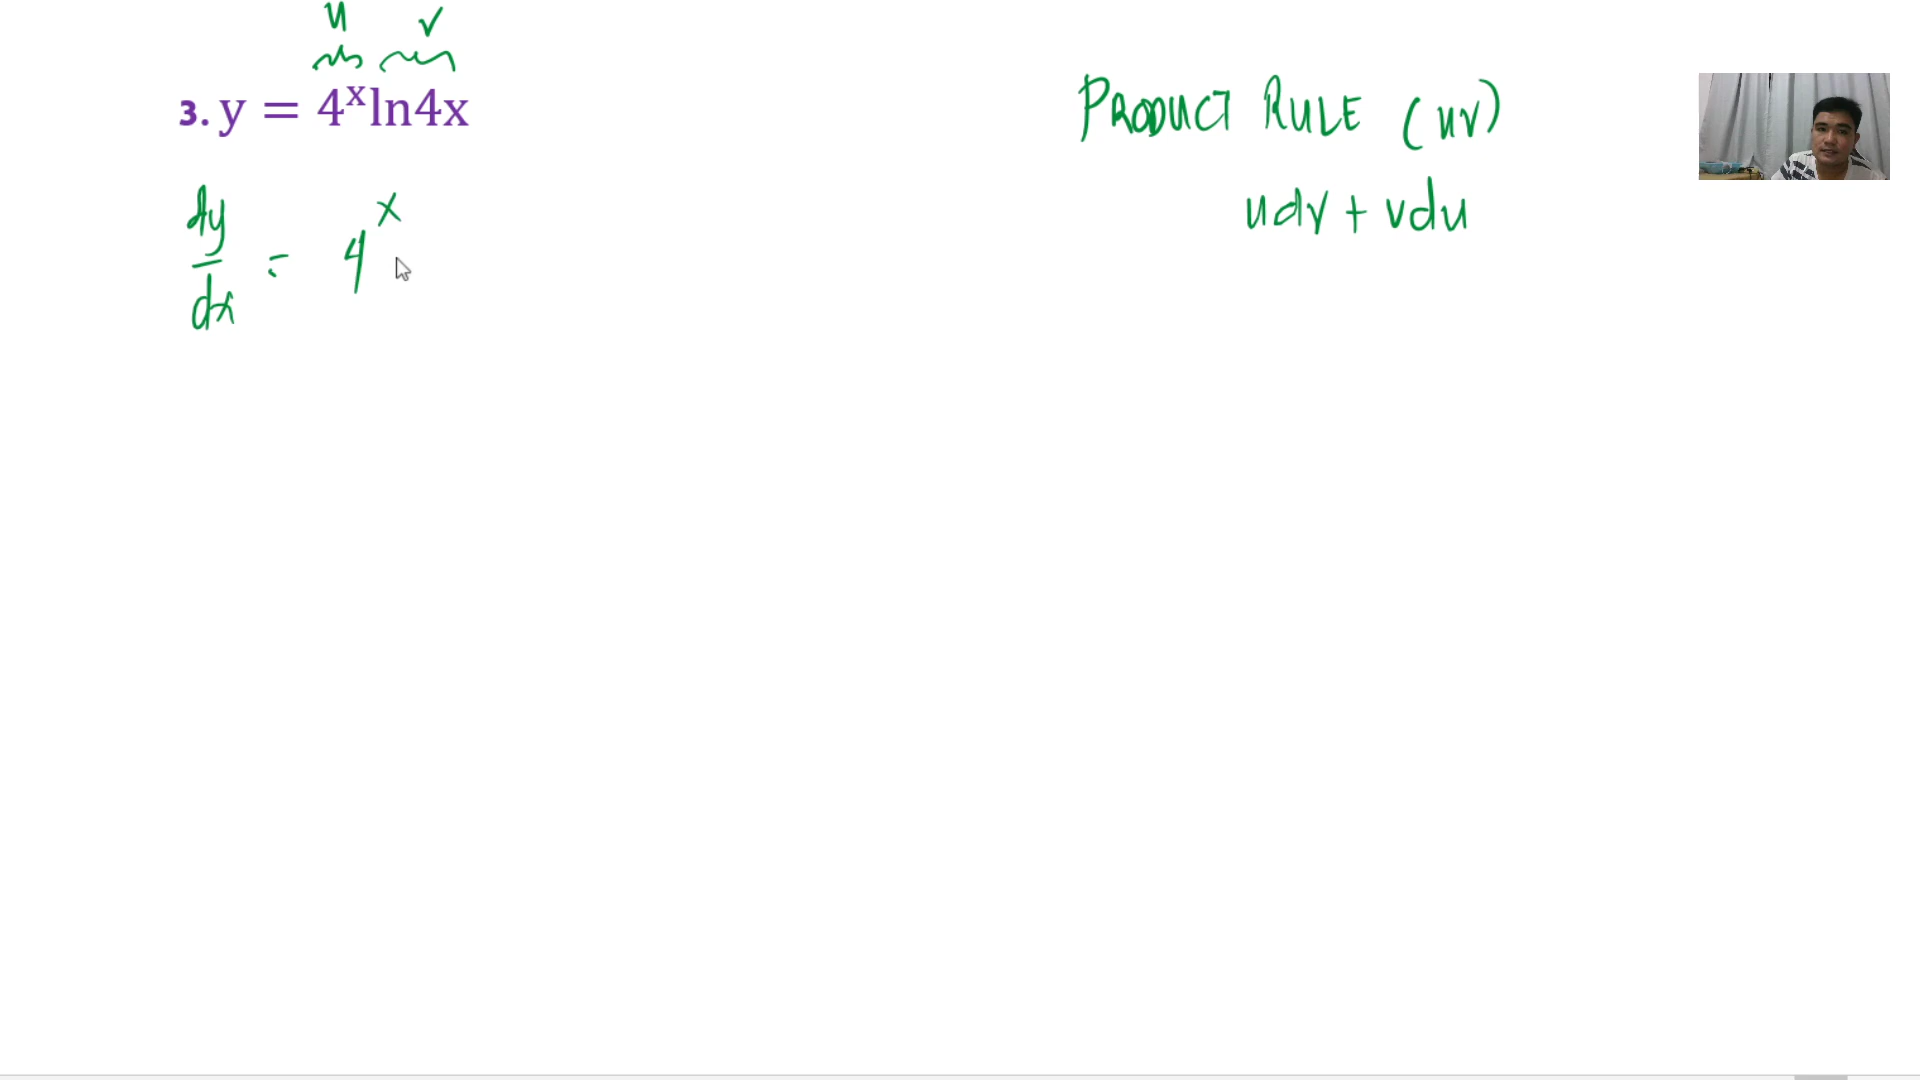 u v
3. y = 4ˣln4x
PRODUCT RULE (uv)
udv + vdu
dy/dx = 4ˣ